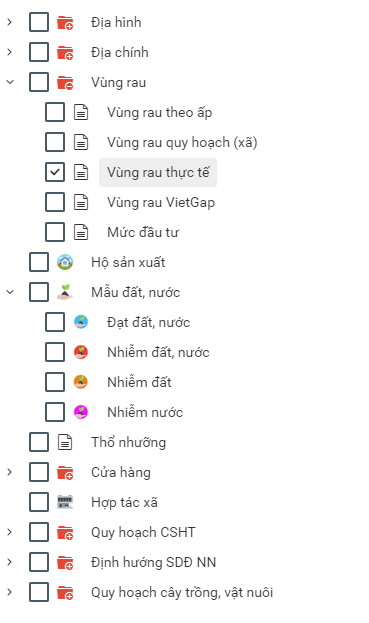 Địa hình
Địa chính
Vùng rau
Vùng rau theo ấp
Vùng rau quy hoạch (xã)
Vùng rau thực tế
Vùng rau VietGap
Mức đầu tư
Hộ sản xuất
Mẫu đất, nước
Đạt đất, nước
Nhiễm đất, nước
Nhiễm đất
Nhiễm nước
Thổ nhưỡng
Cửa hàng
Hợp tác xã
Quy hoạch CSHT
Định hướng SDĐ NN
Quy hoạch cây trồng, vật nuôi